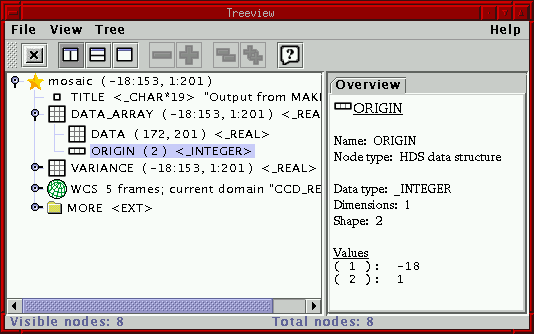 Treeview
File View Tree Help
mosaic (-18:153, 1:201)
TITLE <_CHAR*19> "Output from MAKI
DATA_ARRAY (-18:153, 1:201) <_REA
DATA (172, 201) <_REAL>
ORIGIN (2) <_INTEGER>
VARIANCE (-18:153, 1:201) <_REAL>
WCS 5 frames; current domain "CCD_RE
MORE <EXT>
Overview
ORIGIN
Name: ORIGIN
Node type: HDS data structure
Data type: _INTEGER
Dimensions: 1
Shape: 2
Values
( 1 ): -18
( 2 ): 1
Visible nodes: 8 Total nodes: 8